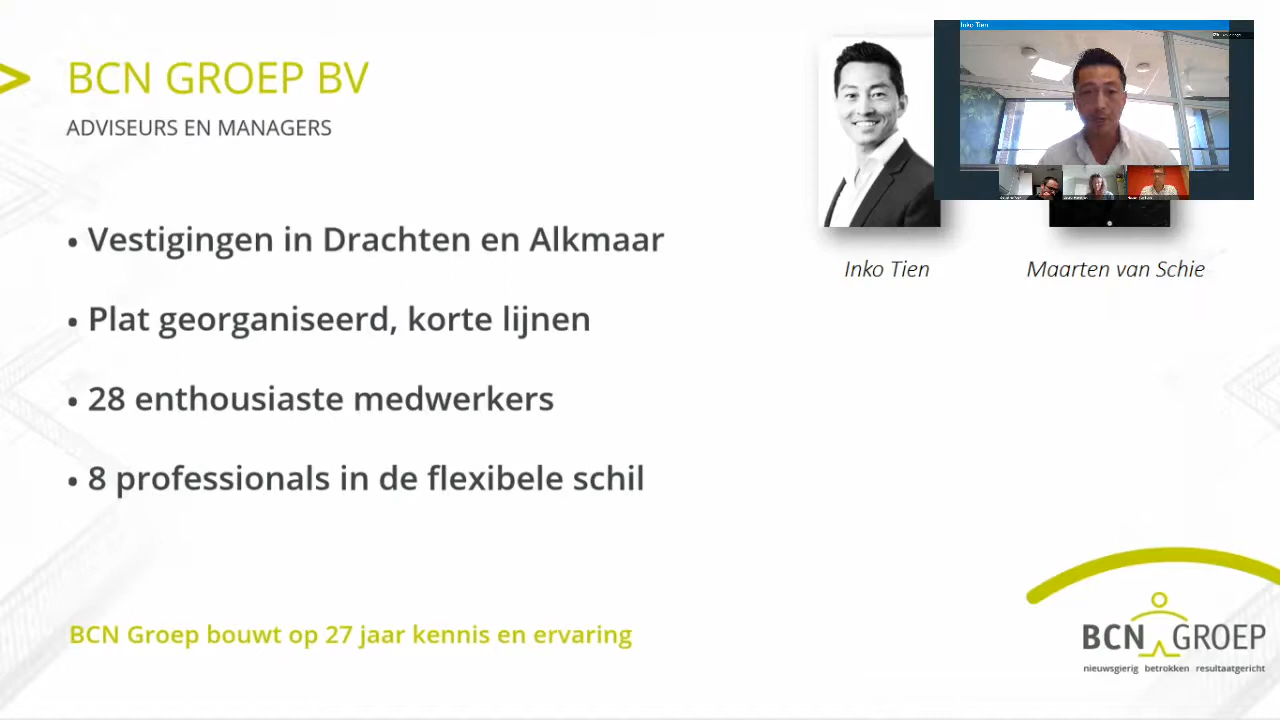 BCN GROEP BV
ADVISEURS EN MANAGERS
Inko Tien
Inko Tien
Maarten van Schie
• Vestigingen in Drachten en Alkmaar
• Plat georganiseerd, korte lijnen
• 28 enthousiaste medwerkers
• 8 professionals in de flexibele schil
BCN Groep bouwt op 27 jaar kennis en ervaring
BCN GROEP
nieuwsgierig betrokken resultaatgericht